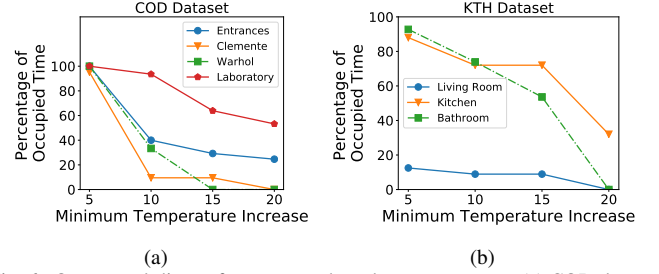 COD Dataset
Percentage of
Occupied Time
100
80
60
40
20
0
5
10
15
20
Minimum Temperature Increase
Entrances
Clemente
Warhol
Laboratory
(a)
KTH Dataset
Percentage of
Occupied Time
100
80
60
40
20
0
5
10
15
20
Minimum Temperature Increase
Living Room
Kitchen
Bathroom
(b)